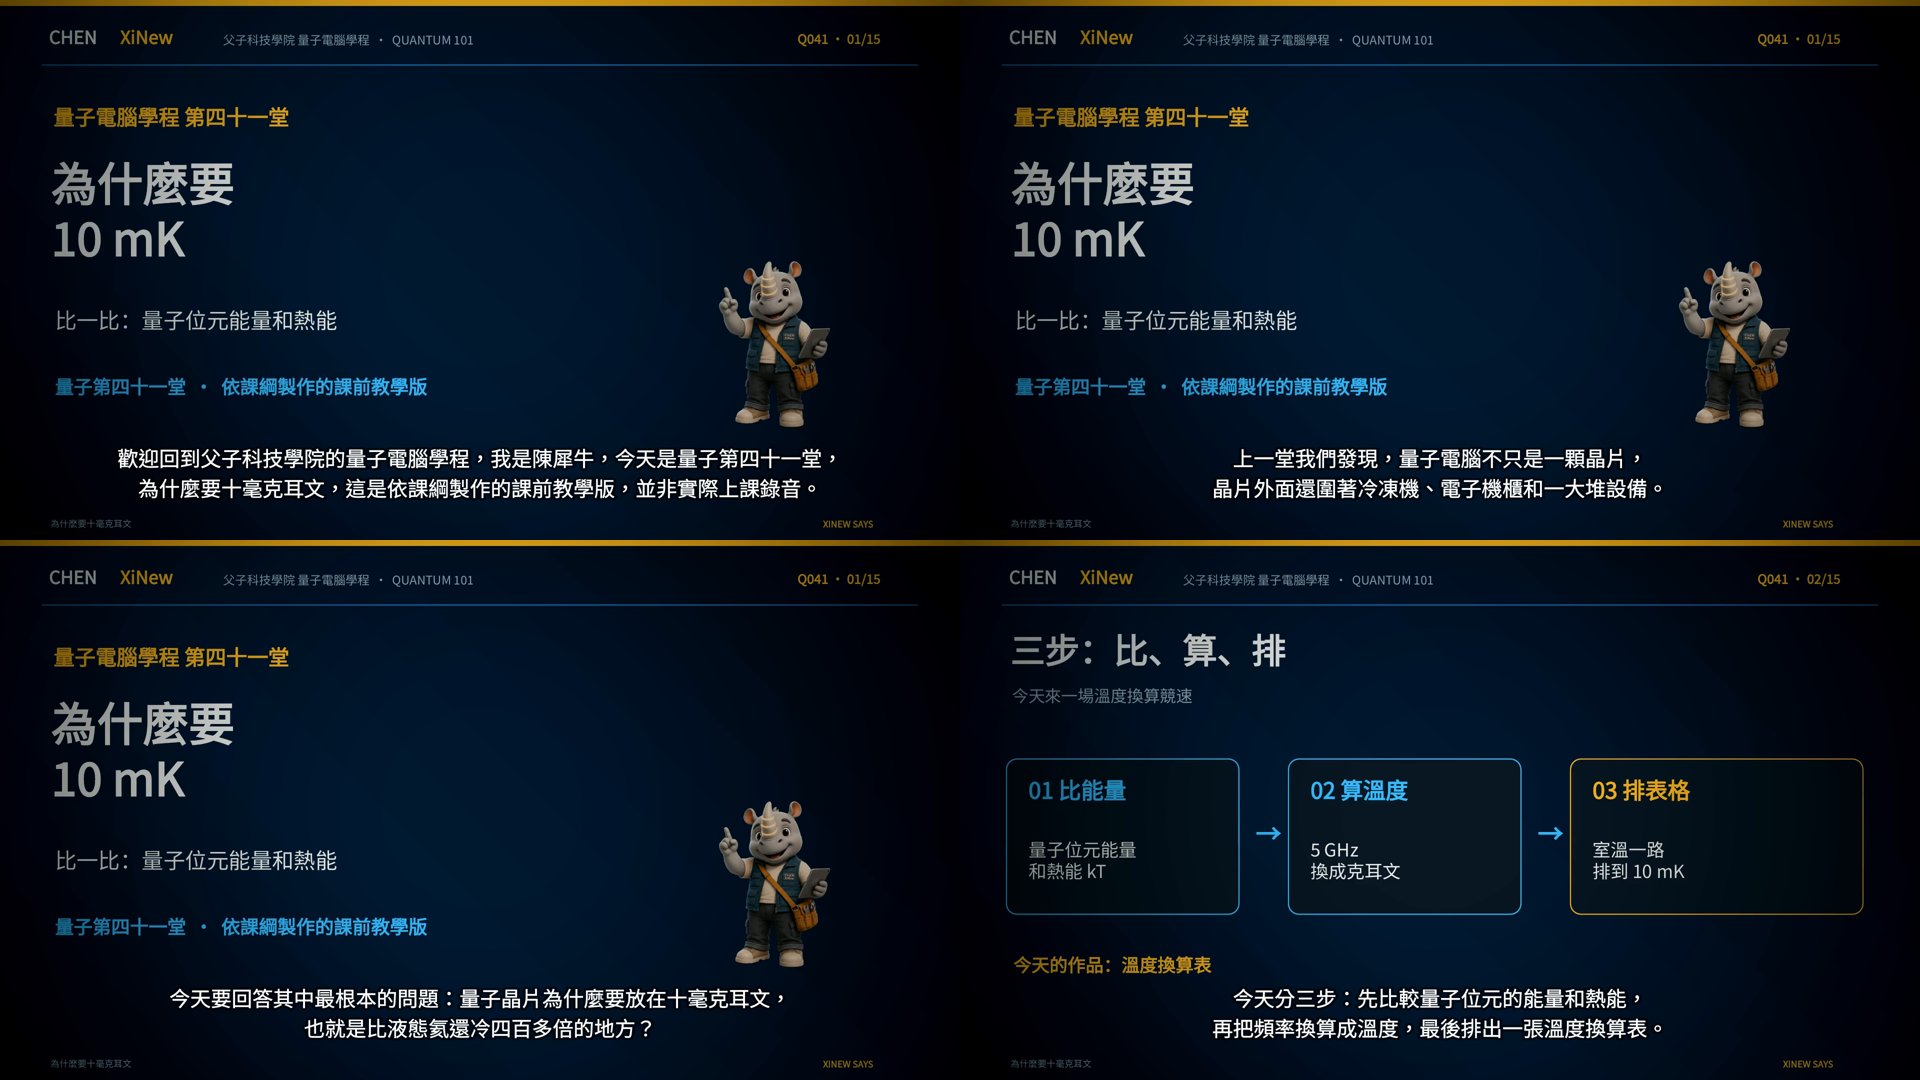 CHEN XiNew 父子科技學院 量子電腦學程 · QUANTUM 101 Q041 · 01/15
量子電腦學程 第四十一堂
為什麼要
10 mK
比一比：量子位元能量和熱能
量子第四十一堂 · 依課綱製作的課前教學版
歡迎回到父子科技學院的量子電腦學程，我是陳犀牛，今天是量子第四十一堂，
為什麼要十毫克耳文，這是依課綱製作的課前教學版，並非實際上課錄音。
為什麼要十毫克耳文 XINEW SAYS
CHEN XiNew 父子科技學院 量子電腦學程 · QUANTUM 101 Q041 · 01/15
量子電腦學程 第四十一堂
為什麼要
10 mK
比一比：量子位元能量和熱能
量子第四十一堂 · 依課綱製作的課前教學版
上一堂我們發現，量子電腦不只是一顆晶片，
晶片外面還圍著冷凍機、電子機櫃和一大堆設備。
為什麼要十毫克耳文 XINEW SAYS
CHEN XiNew 父子科技學院 量子電腦學程 · QUANTUM 101 Q041 · 01/15
量子電腦學程 第四十一堂
為什麼要
10 mK
比一比：量子位元能量和熱能
量子第四十一堂 · 依課綱製作的課前教學版
今天要回答其中最根本的問題：量子晶片為什麼要放在十毫克耳文，
也就是比液態氦還冷四百多倍的地方？
為什麼要十毫克耳文 XINEW SAYS
CHEN XiNew 父子科技學院 量子電腦學程 · QUANTUM 101 Q041 · 02/15
三步：比、算、排
今天來一場溫度換算競速
01 比能量
量子位元能量
和熱能 kT
→
02 算溫度
5 GHz
換成克耳文
→
03 排表格
室溫一路
排到 10 mK
今天的作品：溫度換算表
今天分三步：先比較量子位元的能量和熱能，
再把頻率換算成溫度，最後排出一張溫度換算表。
為什麼要十毫克耳文 XINEW SAYS